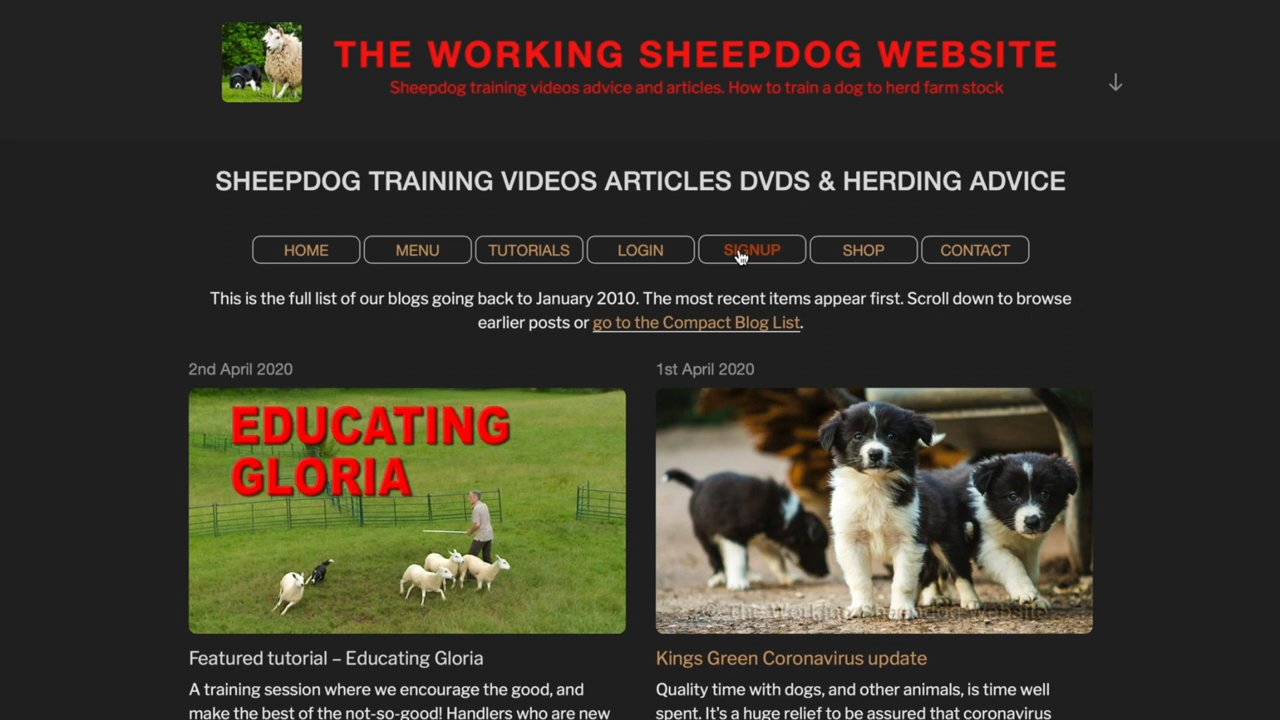 THE WORKING SHEEPDOG WEBSITE
Sheepdog training videos advice and articles. How to train a dog to herd farm stock
SHEEPDOG TRAINING VIDEOS ARTICLES DVDS & HERDING ADVICE
HOME MENU TUTORIALS LOGIN SIGNUP SHOP CONTACT
This is the full list of our blogs going back to January 2010. The most recent items appear first. Scroll down to browse
earlier posts or go to the Compact Blog List.
2nd April 2020
EDUCATING
GLORIA
Featured tutorial – Educating Gloria
A training session where we encourage the good, and
make the best of the not-so-good! Handlers who are new
1st April 2020
© The Working Sheepdog Website
Kings Green Coronavirus update
Quality time with dogs, and other animals, is time well
spent. It's a huge relief to be assured that coronavirus